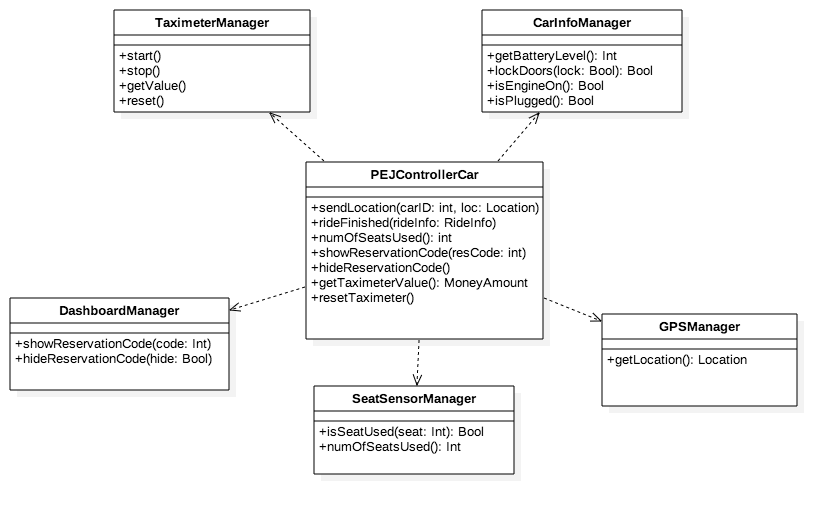 TaximeterManager
+start()
+stop()
+getValue()
+reset()
CarInfoManager
+getBatteryLevel(): Int
+lockDoors(lock: Bool): Bool
+isEngineOn(): Bool
+isPlugged(): Bool
PEJControllerCar
+sendLocation(carID: int, loc: Location)
+rideFinished(rideInfo: RideInfo)
+numOfSeatsUsed(): int
+showReservationCode(resCode: int)
+hideReservationCode()
+getTaximeterValue(): MoneyAmount
+resetTaximeter()
DashboardManager
+showReservationCode(code: Int)
+hideReservationCode(hide: Bool)
GPSManager
+getLocation(): Location
SeatSensorManager
+isSeatUsed(seat: Int): Bool
+numOfSeatsUsed(): Int